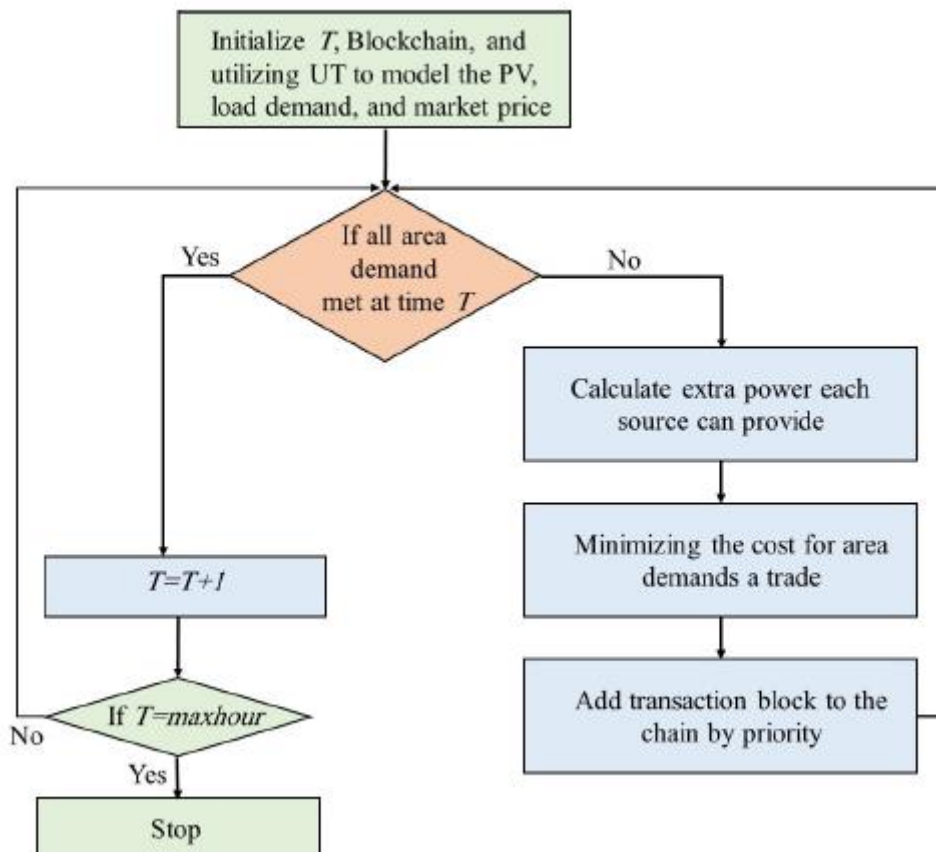 Initialize T, Blockchain, and
utilizing UT to model the PV,
load demand, and market price
If all area
demand
met at time T
Yes
No
Calculate extra power each
source can provide
Minimizing the cost for area
demands a trade
T=T+1
Add transaction block to the
chain by priority
If T=maxhour
No
Yes
Stop